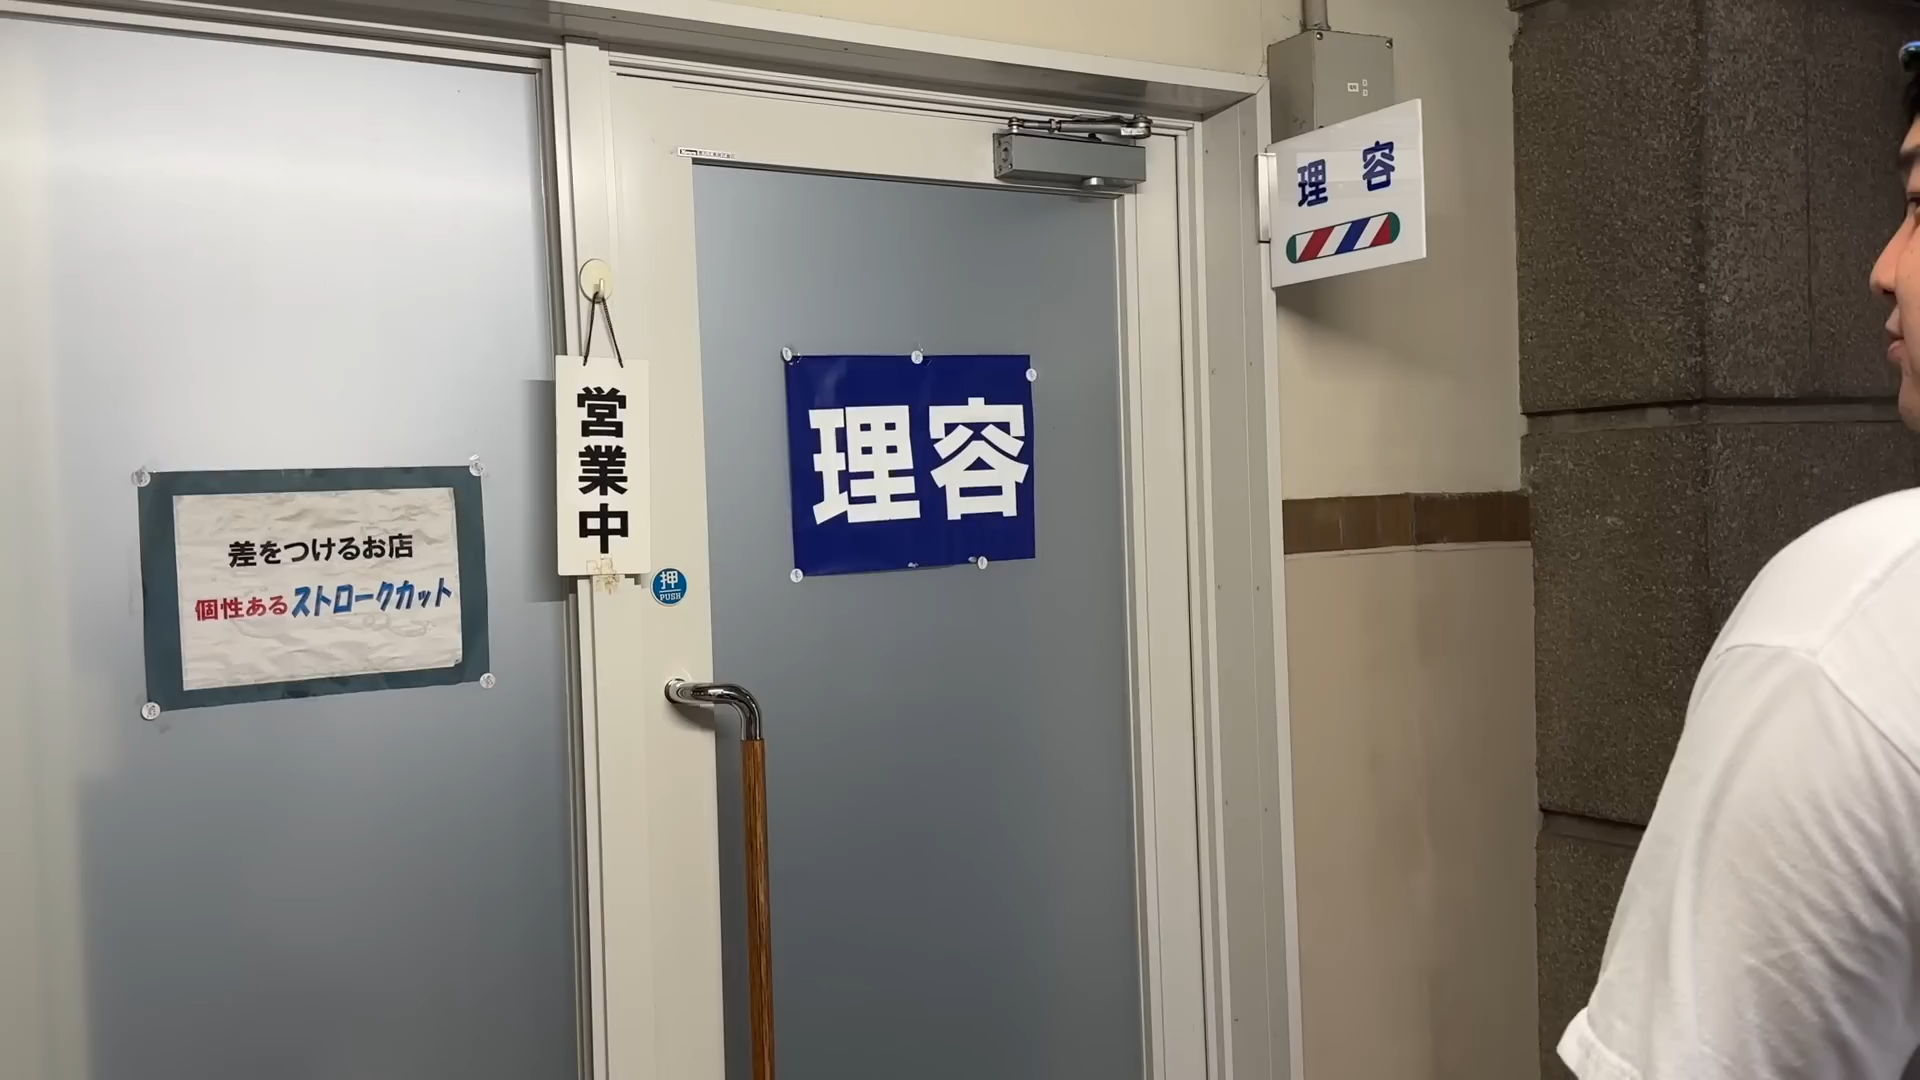 差をつけるお店
個性あるストロークカット
営業中
押
PUSH
理容
理容